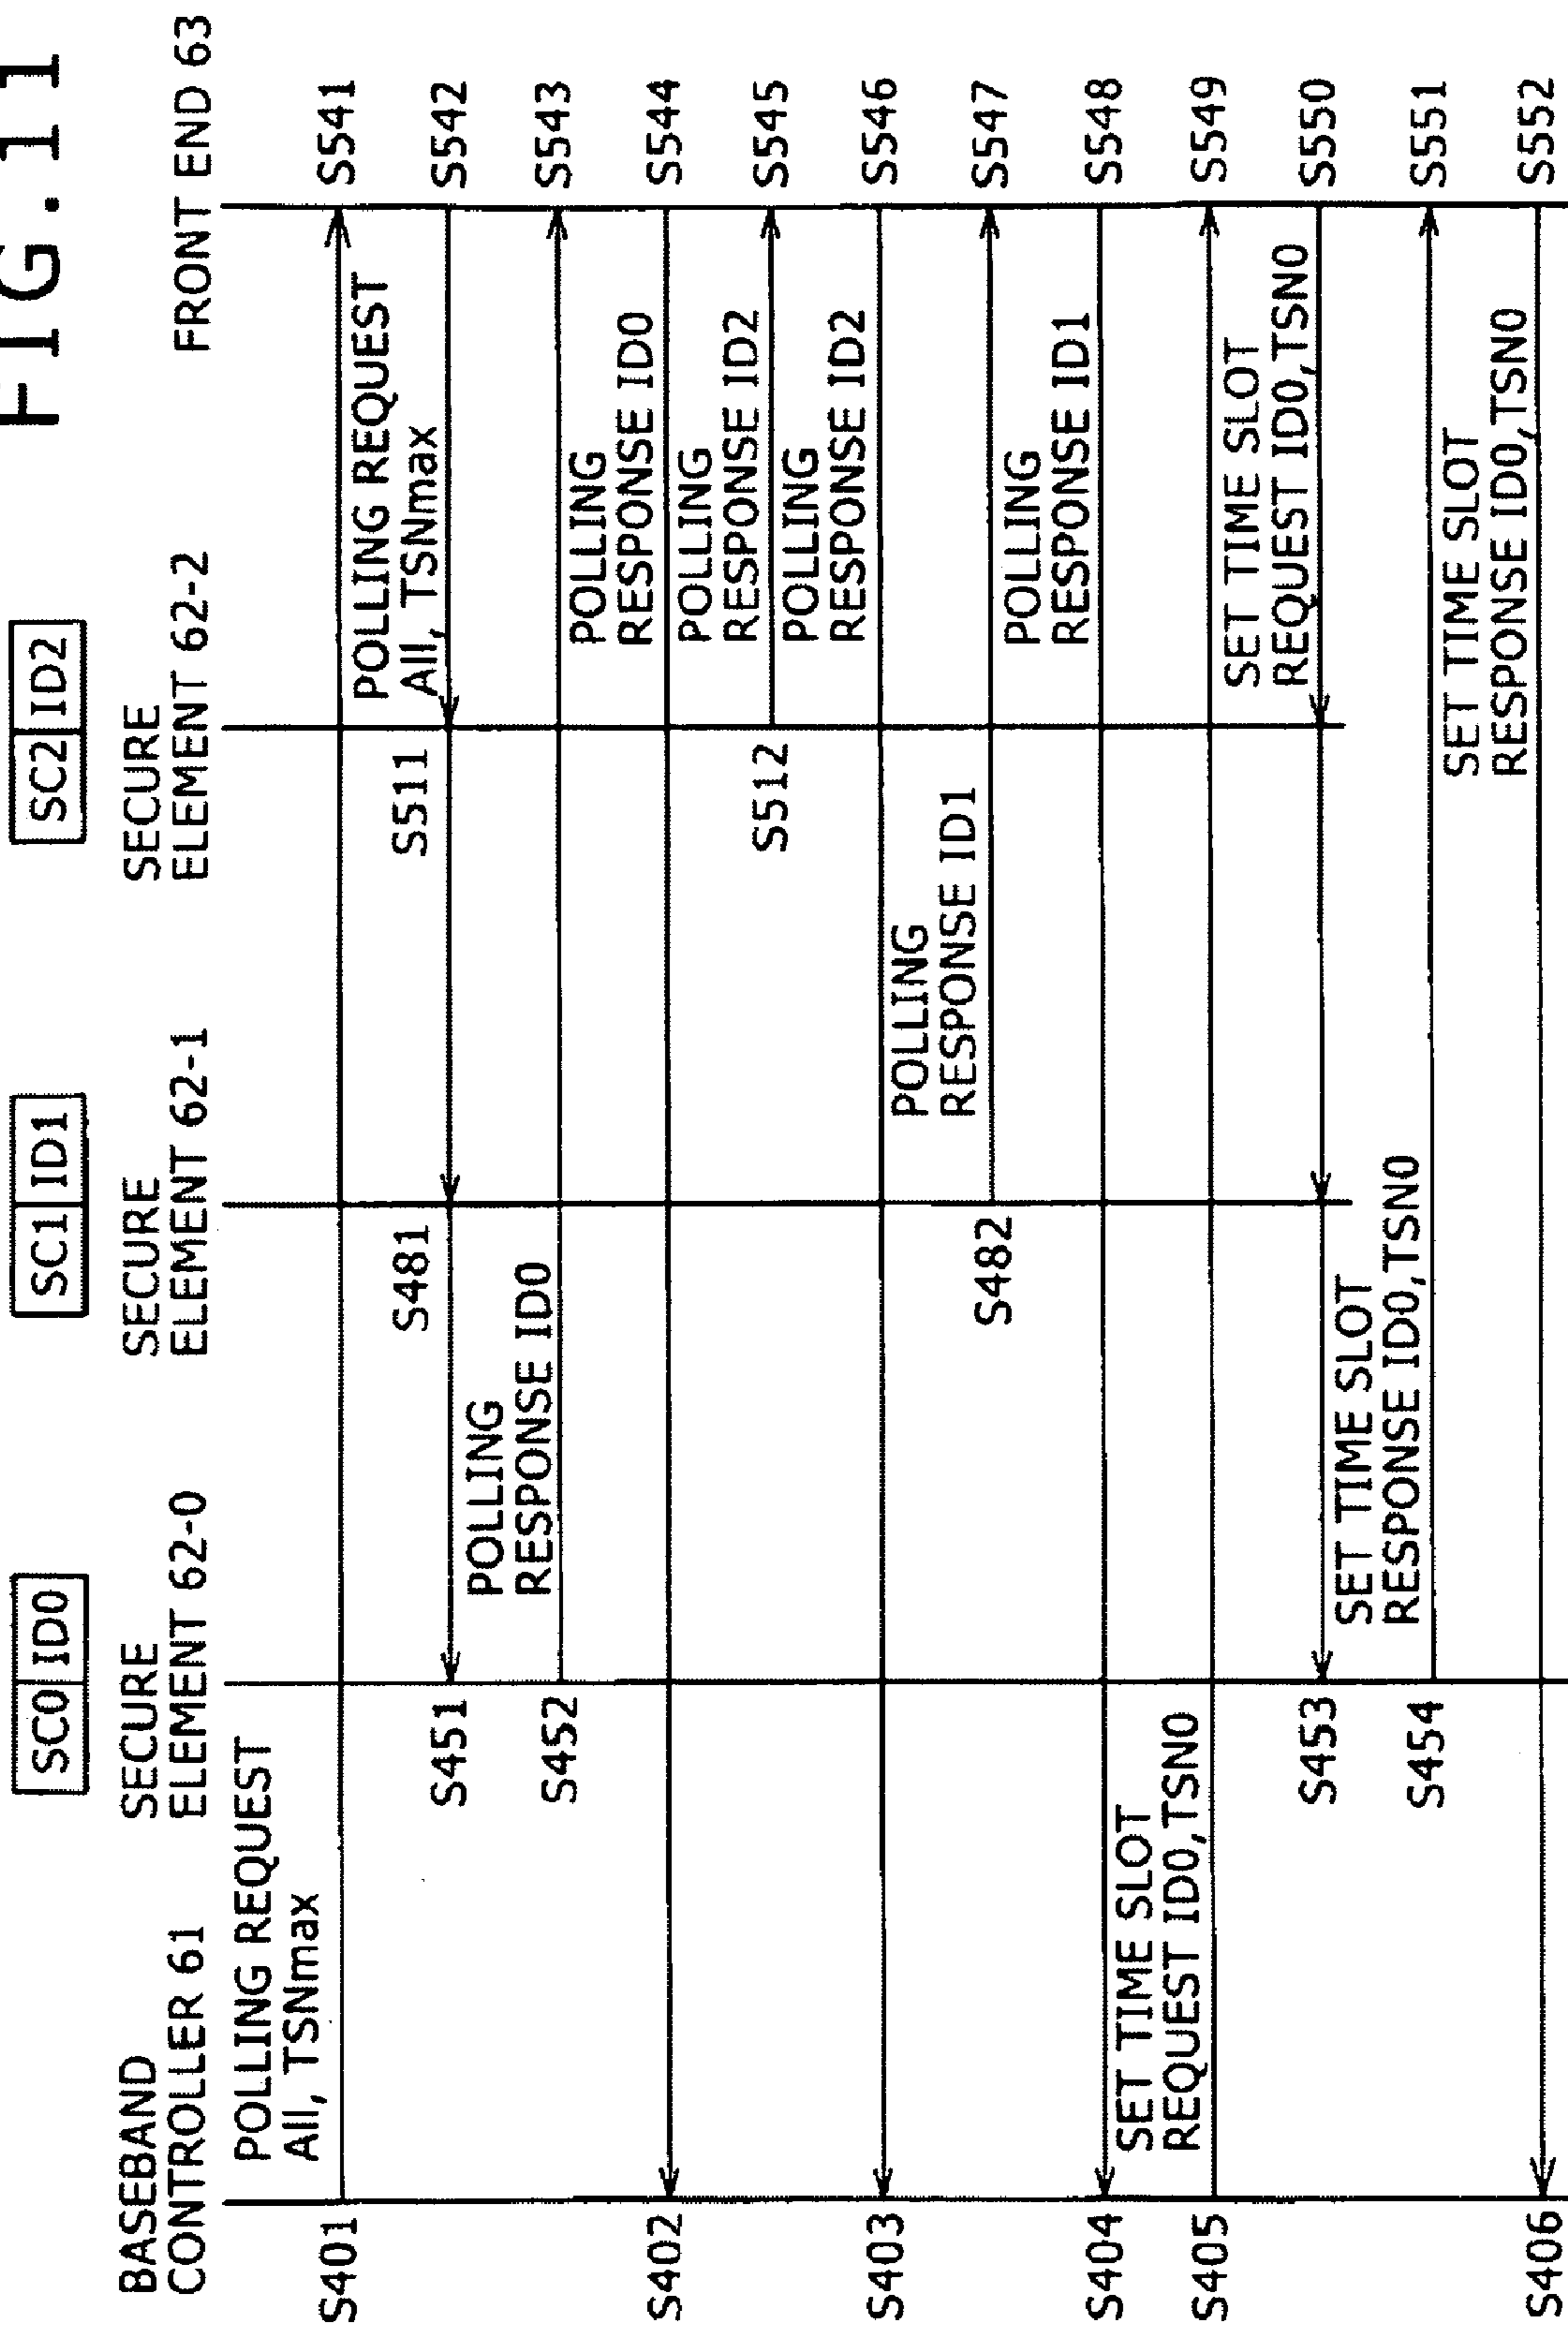 FIG.11
SC0 ID0
SC1 ID1
SC2 ID2
BASEBAND
CONTROLLER 61
SECURE
ELEMENT 62-0
SECURE
ELEMENT 62-1
SECURE
ELEMENT 62-2
FRONT END 63
POLLING REQUEST
All, TSNmax
S401
S541
POLLING REQUEST
All, TSNmax
S451
S481
S511
S542
POLLING
RESPONSE ID0
S452
S543
POLLING
RESPONSE ID0
S402
S544
POLLING
RESPONSE ID2
S512
S545
POLLING
RESPONSE ID2
S403
S546
POLLING
RESPONSE ID1
S482
S547
POLLING
RESPONSE ID1
S404
S548
SET TIME SLOT
REQUEST ID0,TSN0
S405
S549
SET TIME SLOT
REQUEST ID0,TSN0
S453
S550
SET TIME SLOT
RESPONSE ID0,TSN0
S454
S551
SET TIME SLOT
RESPONSE ID0,TSN0
S406
S552